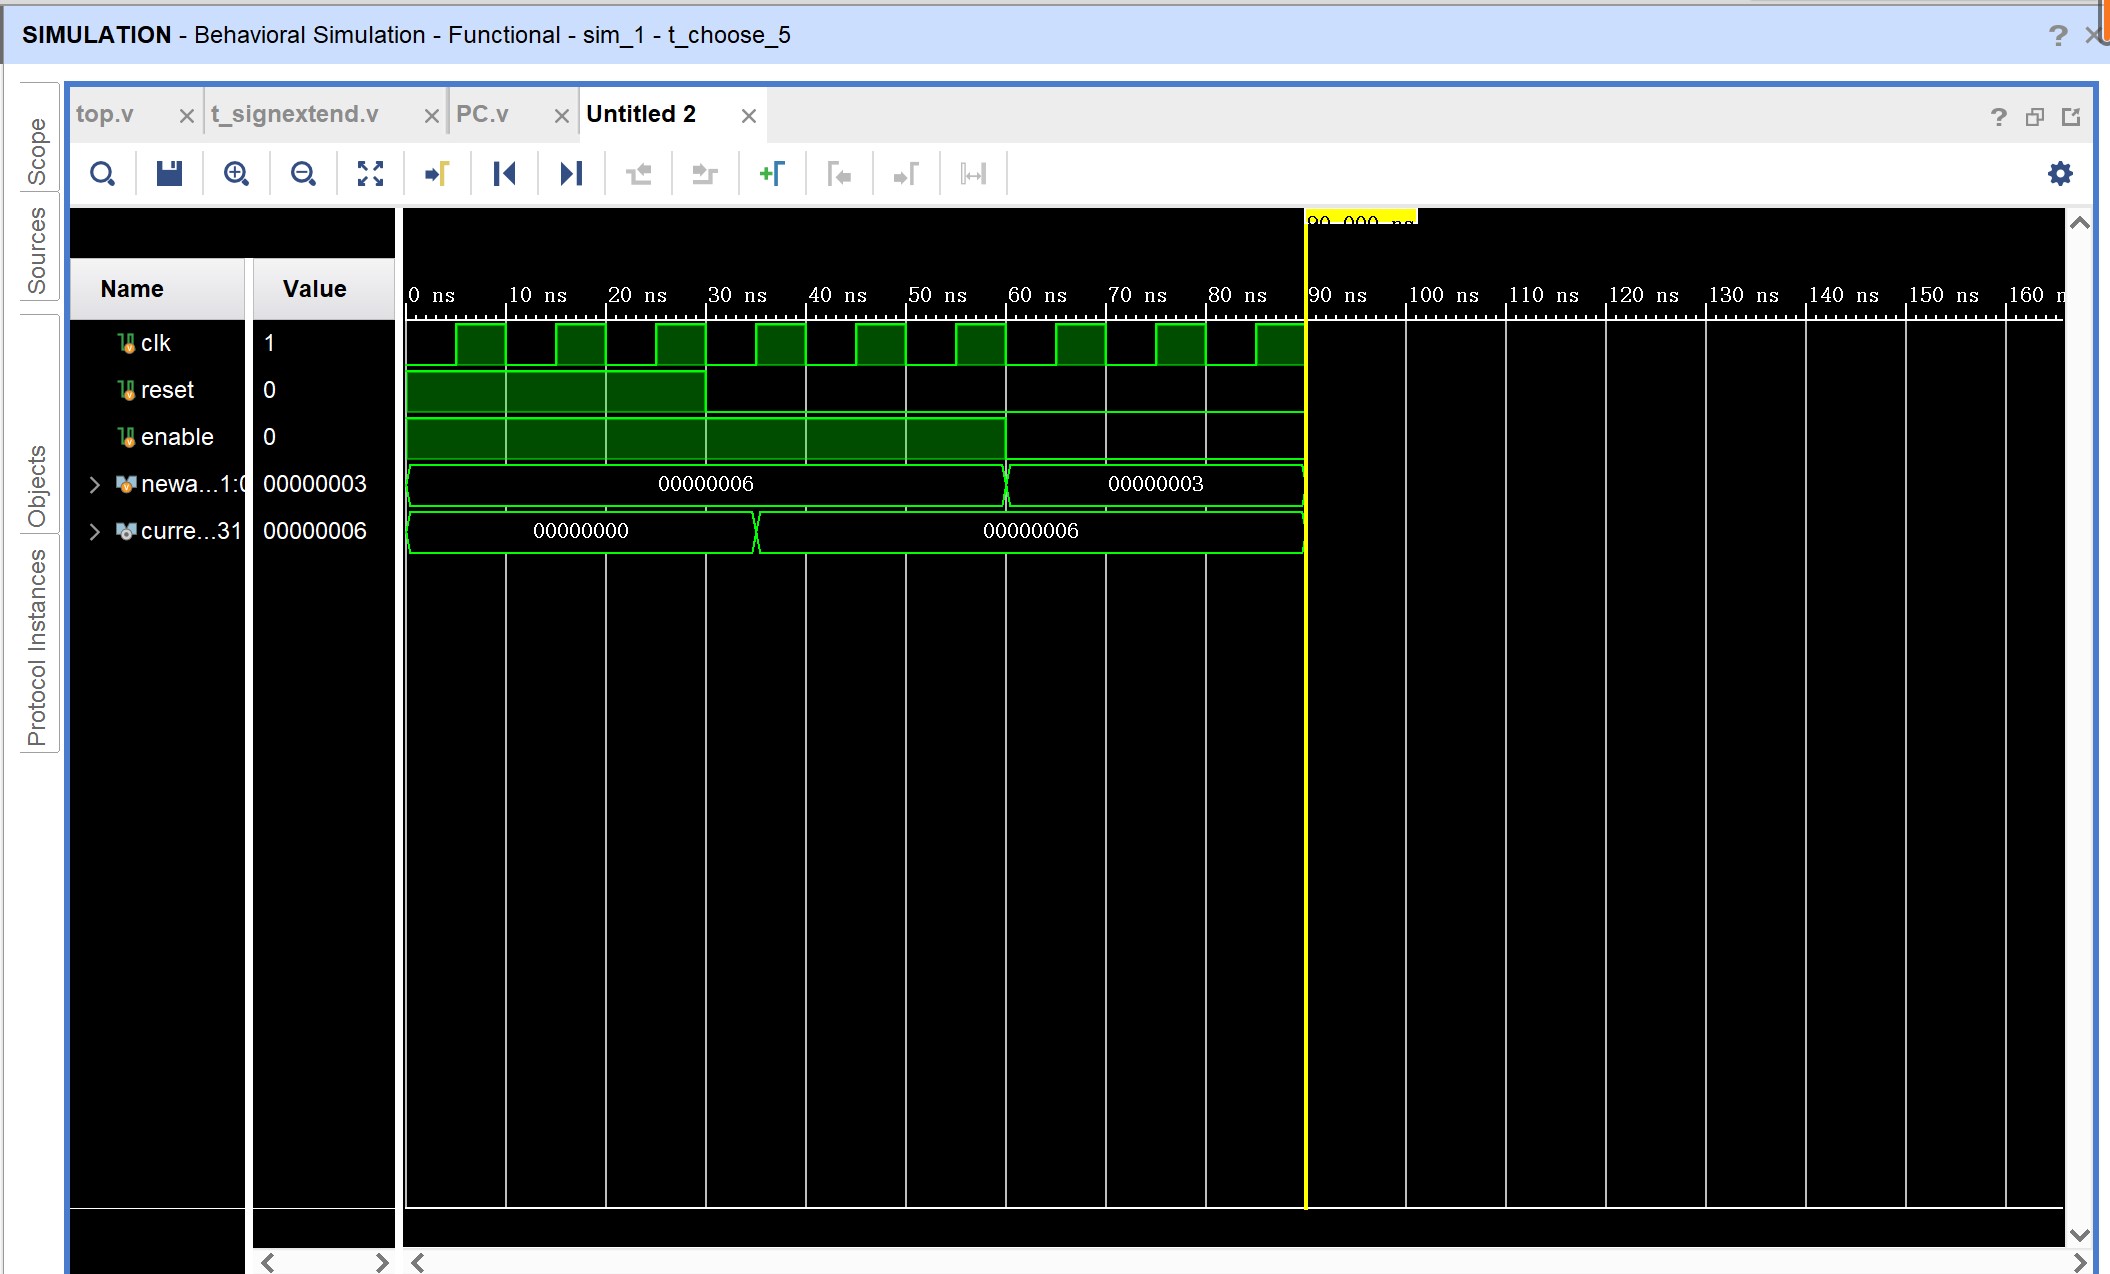 SIMULATION - Behavioral Simulation - Functional - sim_1 - t_choose_5
? ×
Scope
Sources
Objects
Protocol Instances
top.v × t_signextend.v × PC.v × Untitled 2 × ?
90.000 ns
Name Value
0 ns 10 ns 20 ns 30 ns 40 ns 50 ns 60 ns 70 ns 80 ns 90 ns 100 ns 110 ns 120 ns 130 ns 140 ns 150 ns 160 n
clk 1
reset 0
enable 0
newa...1:0 00000003 00000006 00000003
curre...31 00000006 00000000 00000006